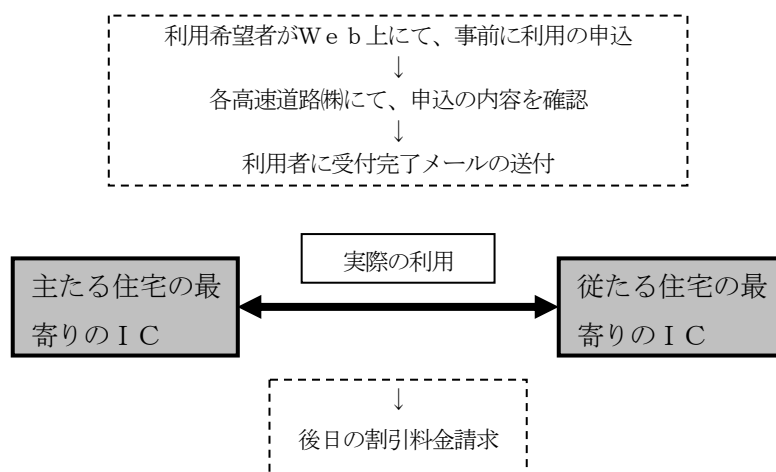 利用希望者がWeb上にて、事前に利用の申込
↓
各高速道路㈱にて、申込の内容を確認
↓
利用者に受付完了メールの送付
実際の利用
主たる住宅の最
寄りのIC
従たる住宅の最
寄りのIC
↓
後日の割引料金請求